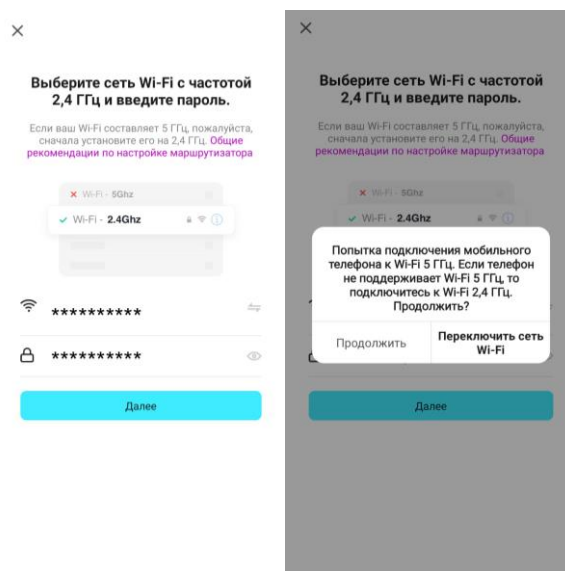 Выберите сеть Wi-Fi с частотой
2,4 ГГц и введите пароль.
Если ваш Wi-Fi составляет 5 ГГц, пожалуйста,
сначала установите его на 2,4 ГГц. Общие
рекомендации по настройке маршрутизатора
Wi-Fi - 5Ghz
Wi-Fi - 2.4Ghz
**********
**********
Далее
Выберите сеть Wi-Fi с частотой
2,4 ГГц и введите пароль.
Если ваш Wi-Fi составляет 5 ГГц, пожалуйста,
сначала установите его на 2,4 ГГц. Общие
рекомендации по настройке маршрутизатора
Wi-Fi - 5Ghz
Wi-Fi - 2.4Ghz
Попытка подключения мобильного
телефона к Wi-Fi 5 ГГц. Если телефон
не поддерживает Wi-Fi 5 ГГц, то
подключитесь к Wi-Fi 2,4 ГГц.
Продолжить?
Продолжить
Переключить сеть
Wi-Fi
Далее